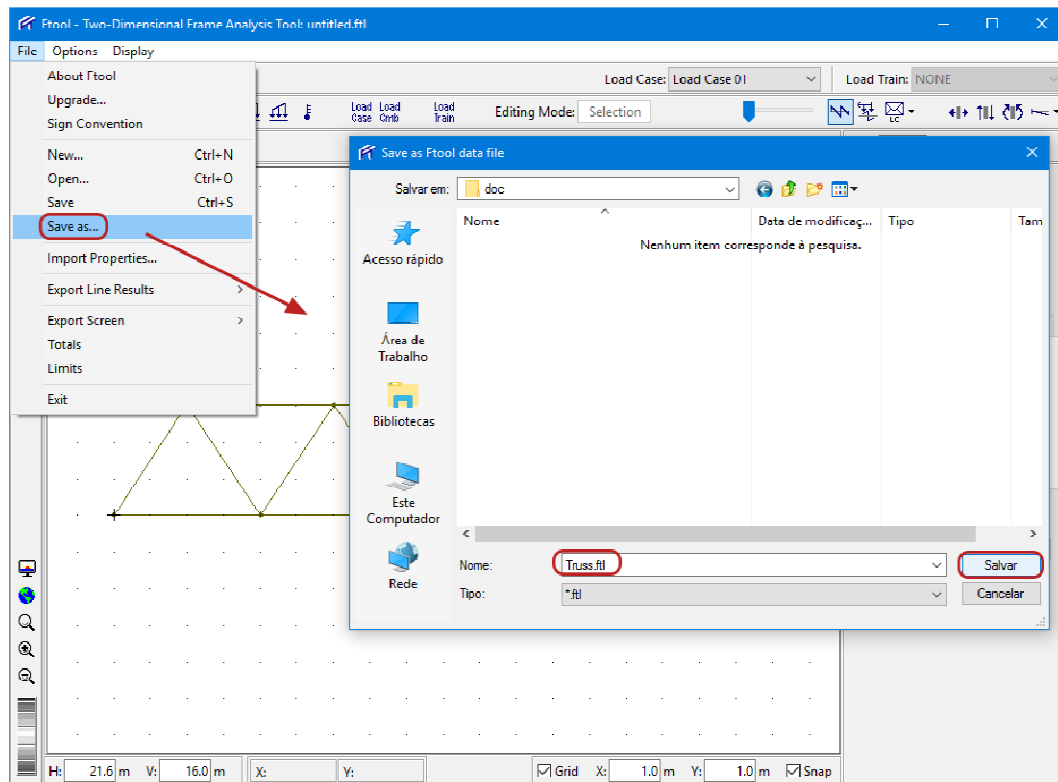 Ftool - Two-Dimensional Frame Analysis Tool: untitled.ftl
File Options Display
About Ftool
Upgrade...
Sign Convention
New... Ctrl+N
Open... Ctrl+O
Save Ctrl+S
Save as...
Import Properties...
Export Line Results
Export Screen
Totals
Limits
Exit
Load Case: Load Case 01 Load Train: NONE
Load Case Load Cmb Load Train Editing Mode: Selection LC
Save as Ftool data file
Salvar em: doc
Nome Data de modificaç... Tipo Tam
Nenhum item corresponde à pesquisa.
Acesso rápido
Área de
Trabalho
Bibliotecas
Este
Computador
Rede
Nome: Truss.ftl Salvar
Tipo: *.ftl Cancelar
H: 21.6 m V: 16.0 m X: Y: Grid X: 1.0 m Y: 1.0 m Snap